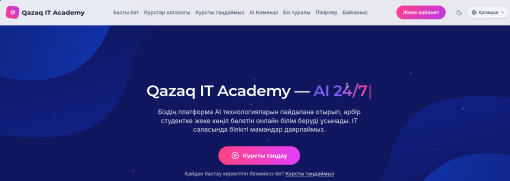 Qazaq IT Academy
Басты бет Курстар каталогы Курсты таңдаймыз AI Көмекші Біз туралы Пікірлер Байланыс
Жеке кабинет
Қазақша
Qazaq IT Academy — AI 24/7|
Біздің платформа AI технологияларын пайдалана отырып, әрбір
студентке жеке көңіл бөлетін онлайн білім беруді ұсынады. IT
саласында білікті мамандар даярлаймыз.
Курсты таңдау
Қайдан бастау керектігін білмейсіз бе? Курсты таңдаймыз